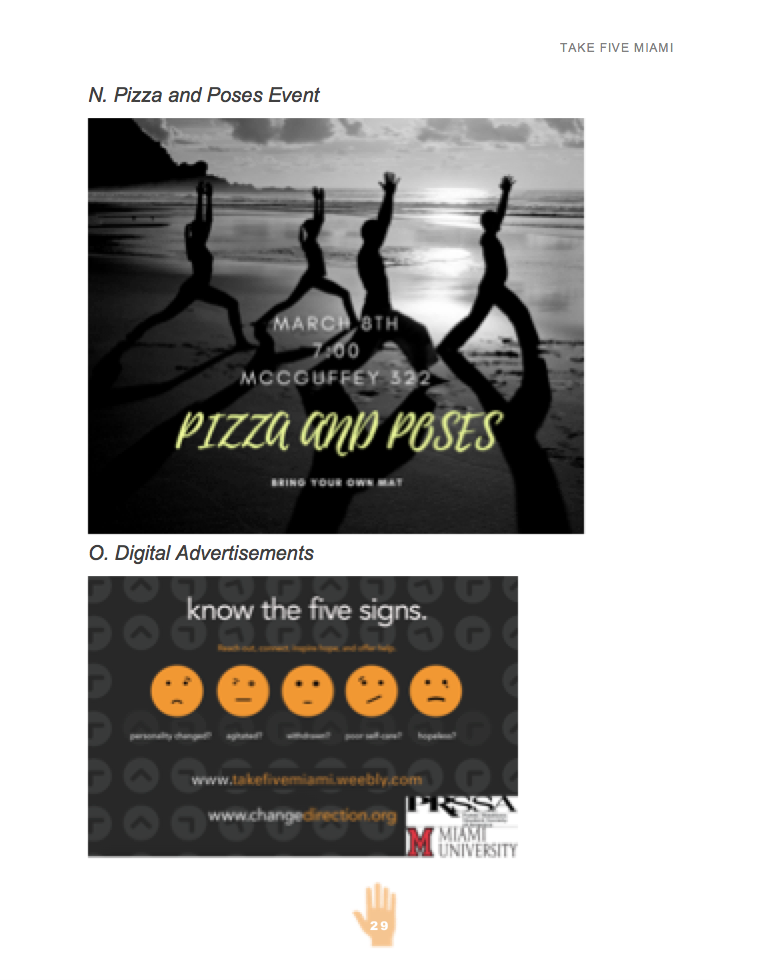 TAKE FIVE MIAMI
N. Pizza and Poses Event
MARCH 8TH
7:00
MCCGUFFEY 322
PIZZA AND POSES
BRING YOUR OWN MAT
O. Digital Advertisements
know the five signs.
Reach out, connect, inspire hope, and offer help.
personality changed? agitated? withdrawn? poor self-care? hopeless?
www.takefivemiami.weebly.com
www.changedirection.org
PRSSA
MIAMI
UNIVERSITY
29